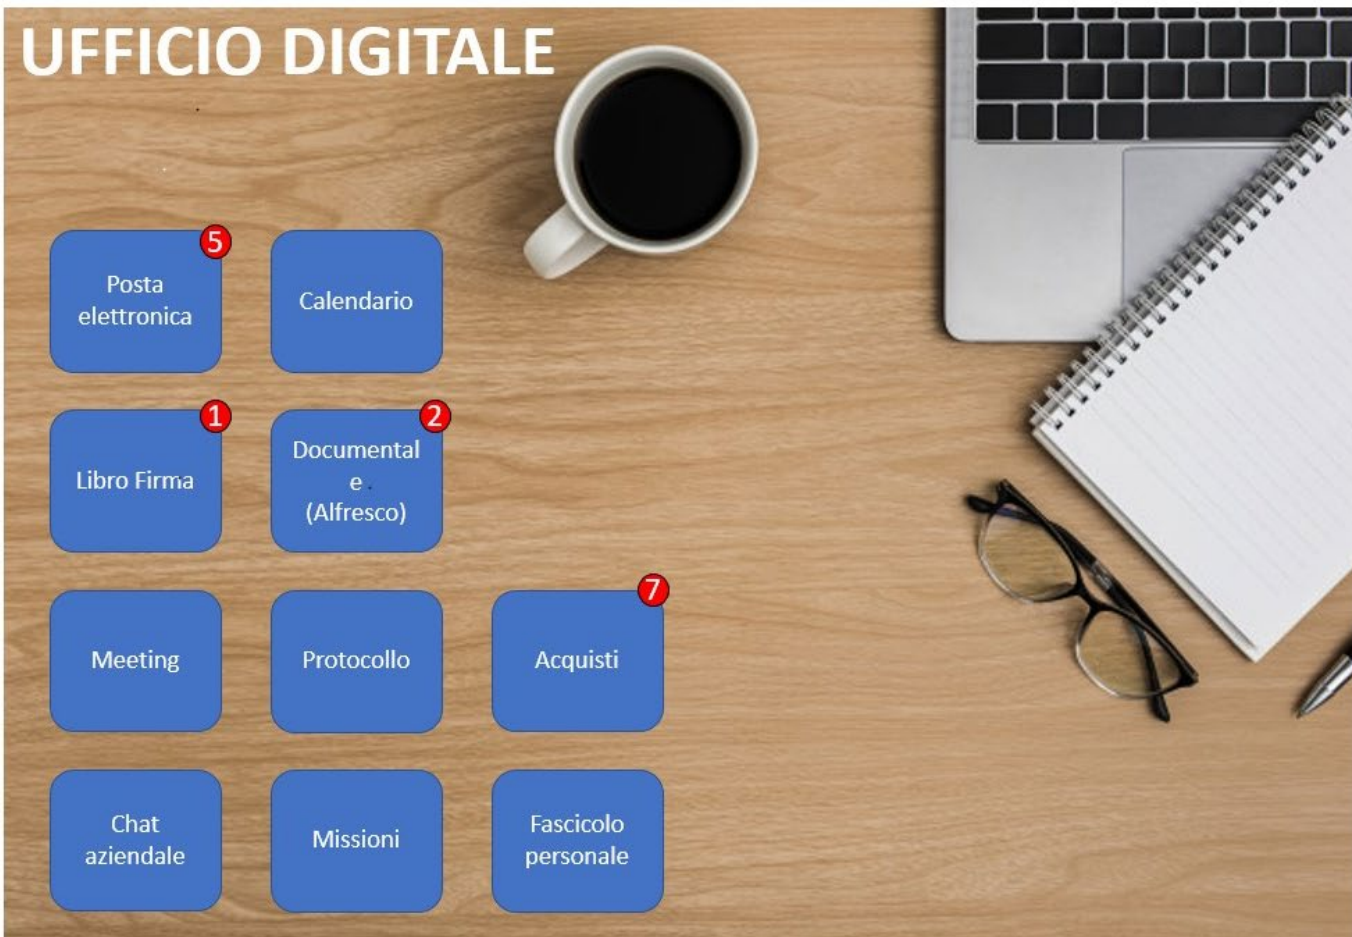 UFFICIO DIGITALE
5
Posta
elettronica
Calendario
1
Libro Firma
2
Documental
e .
(Alfresco)
Meeting
Protocollo
7
Acquisti
Chat
aziendale
Missioni
Fascicolo
personale